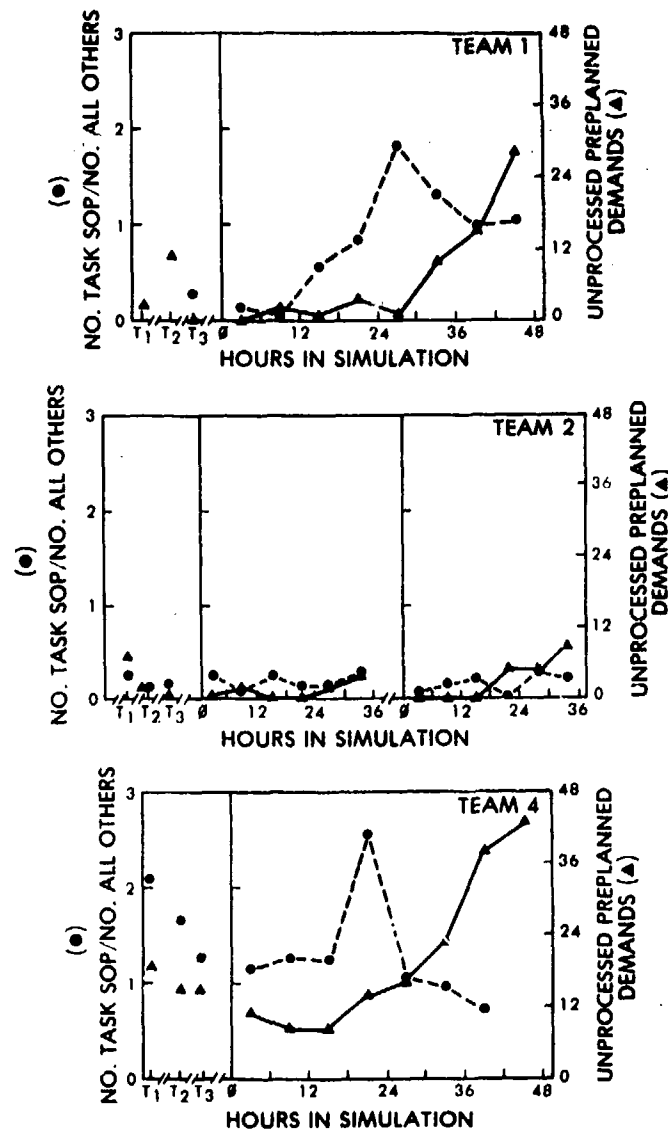 TEAM 1
NO. TASK SOP/NO. ALL OTHERS
(●)
3
2
1
0
48
36
24
12
0
UNPROCESSED PREPLANNED
DEMANDS (▲)
T1 T2 T3 0 12 24 36 48
HOURS IN SIMULATION
TEAM 2
NO. TASK SOP/NO. ALL OTHERS
(●)
3
2
1
0
48
36
24
12
0
UNPROCESSED PREPLANNED
DEMANDS (▲)
T1 T2 T3 Ø 12 24 36 Ø 12 24 36
HOURS IN SIMULATION
TEAM 4
NO. TASK SOP/NO. ALL OTHERS
(●)
3
2
1
0
48
36
24
12
0
UNPROCESSED PREPLANNED
DEMANDS (▲)
T1 T2 T3 Ø 12 24 36 48
HOURS IN SIMULATION